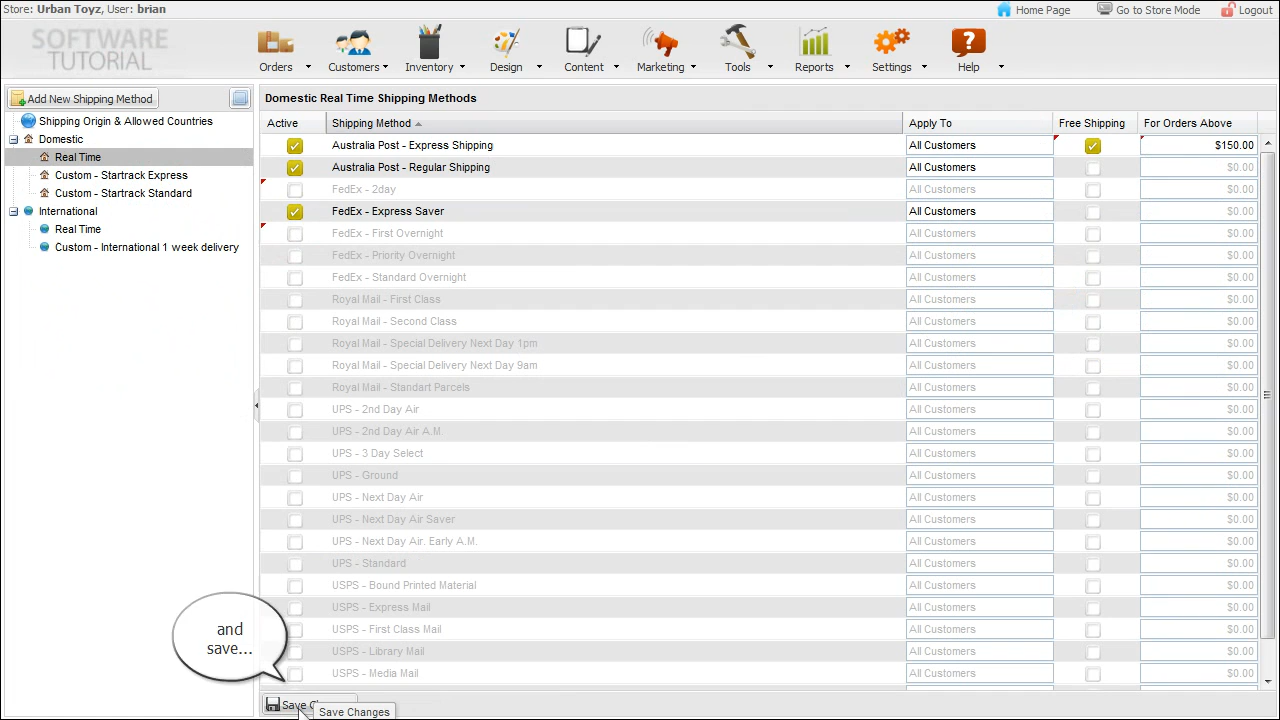 Store: Urban Toyz, User: brian
Home Page Go to Store Mode Logout
SOFTWARE
TUTORIAL
Orders Customers Inventory Design Content Marketing Tools Reports Settings Help
Add New Shipping Method
Shipping Origin & Allowed Countries
Domestic
Real Time
Custom - Startrack Express
Custom - Startrack Standard
International
Real Time
Custom - International 1 week delivery
Domestic Real Time Shipping Methods
Active Shipping Method Apply To Free Shipping For Orders Above
Australia Post - Express Shipping All Customers $150.00
Australia Post - Regular Shipping All Customers $0.00
FedEx - 2day All Customers $0.00
FedEx - Express Saver All Customers $0.00
FedEx - First Overnight All Customers $0.00
FedEx - Priority Overnight All Customers $0.00
FedEx - Standard Overnight All Customers $0.00
Royal Mail - First Class All Customers $0.00
Royal Mail - Second Class All Customers $0.00
Royal Mail - Special Delivery Next Day 1pm All Customers $0.00
Royal Mail - Special Delivery Next Day 9am All Customers $0.00
Royal Mail - Standart Parcels All Customers $0.00
UPS - 2nd Day Air All Customers $0.00
UPS - 2nd Day Air A.M. All Customers $0.00
UPS - 3 Day Select All Customers $0.00
UPS - Ground All Customers $0.00
UPS - Next Day Air All Customers $0.00
UPS - Next Day Air Saver All Customers $0.00
UPS - Next Day Air. Early A.M. All Customers $0.00
UPS - Standard All Customers $0.00
USPS - Bound Printed Material All Customers $0.00
USPS - Express Mail All Customers $0.00
USPS - First Class Mail All Customers $0.00
USPS - Library Mail All Customers $0.00
USPS - Media Mail All Customers $0.00
and
save...
Save
Save Changes